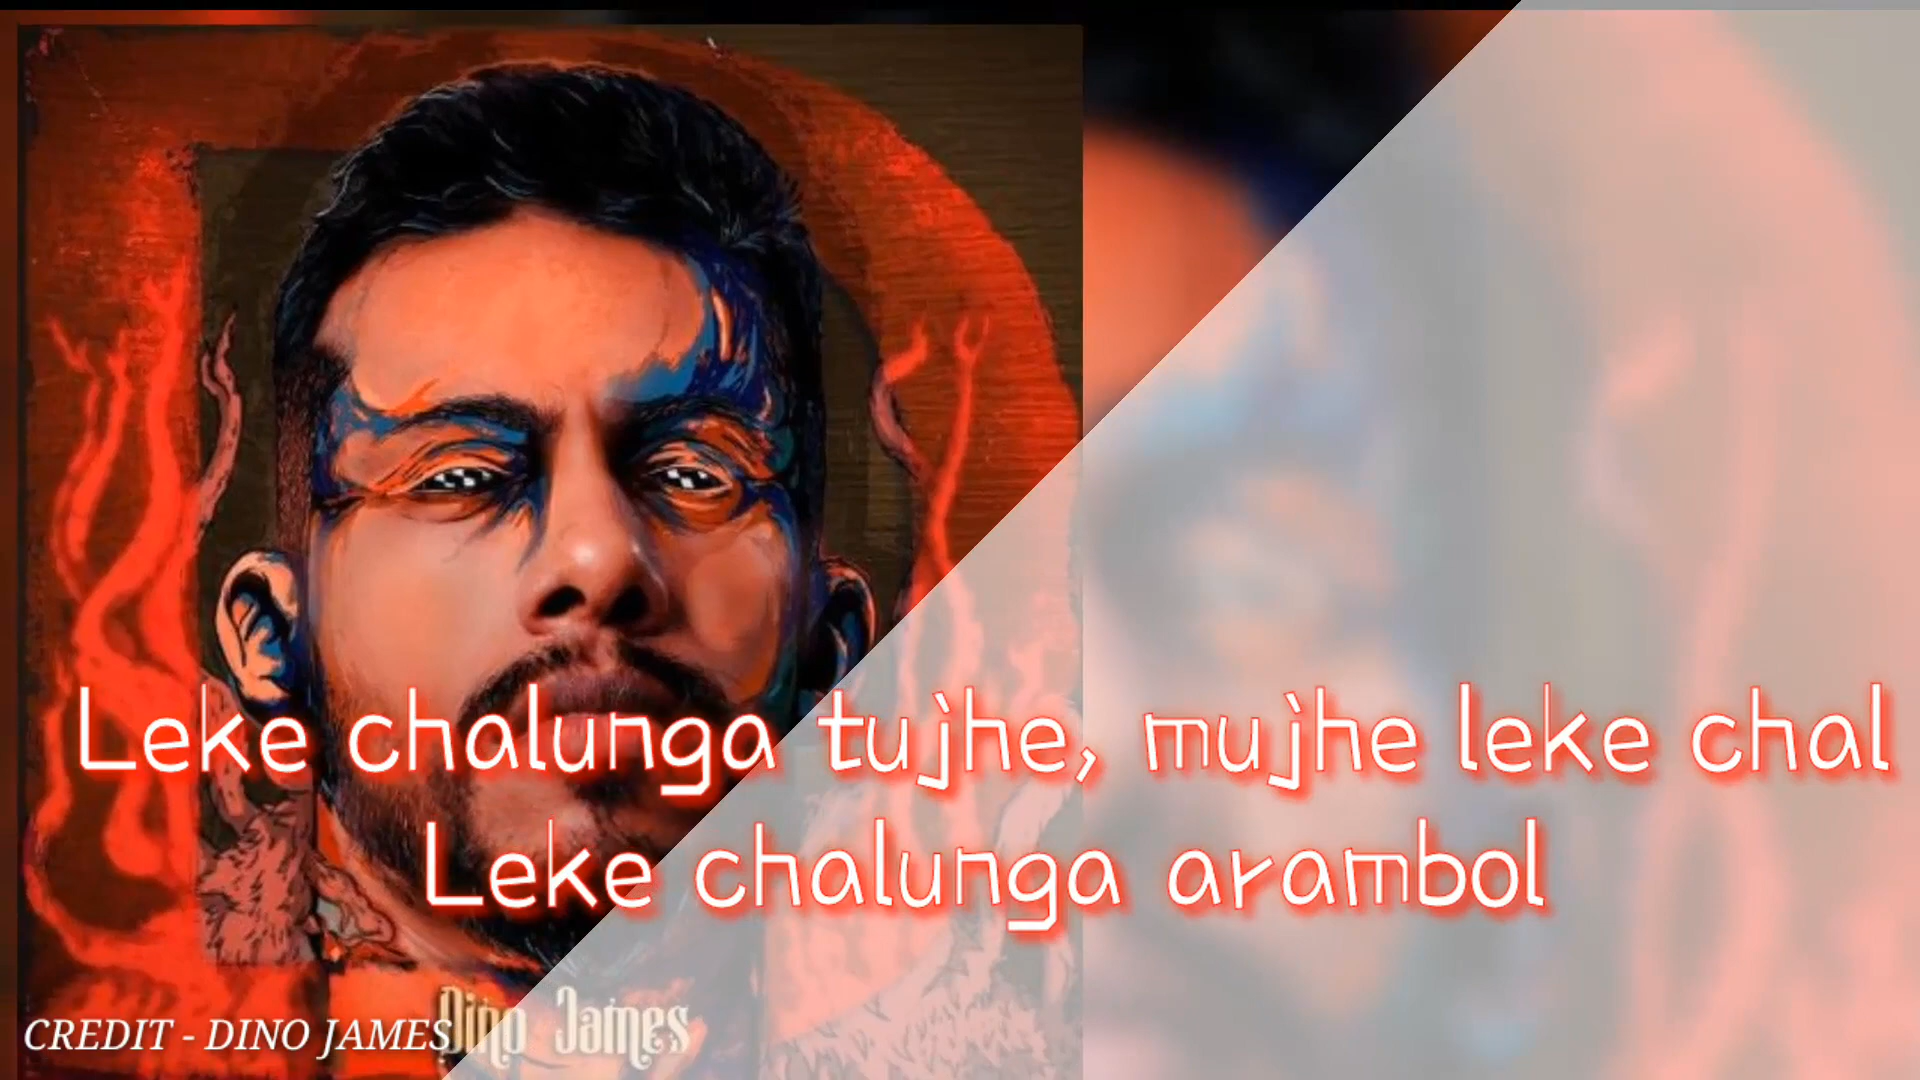 Leke chalunga tujhe, mujhe leke chal
Leke chalunga arambol
CREDIT - DINO JAMES
Dino James